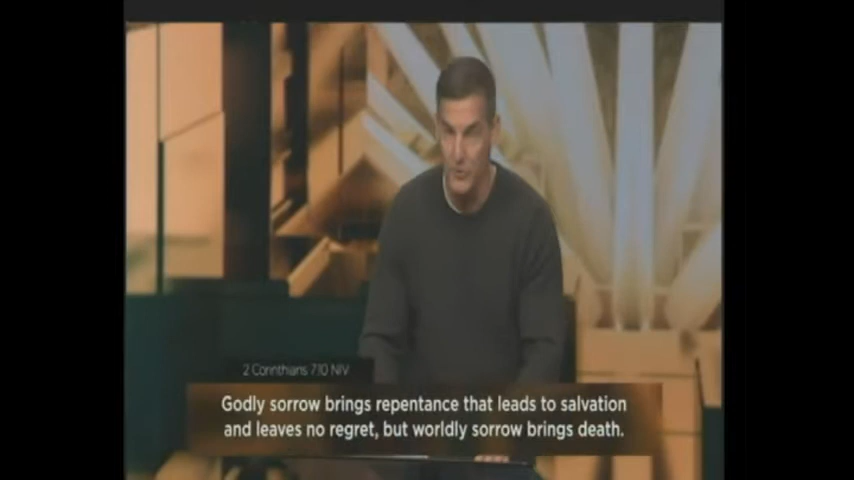 2 Corinthians 7:10 NIV
Godly sorrow brings repentance that leads to salvation
and leaves no regret, but worldly sorrow brings death.